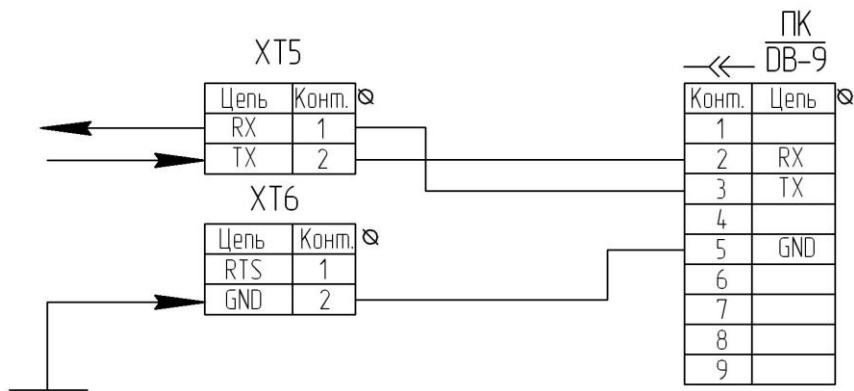 XT5
Цепь Конт.
RX 1
TX 2
XT6
Цепь Конт.
RTS 1
GND 2
ПК
DB-9
Конт. Цепь
1
2 RX
3 TX
4
5 GND
6
7
8
9